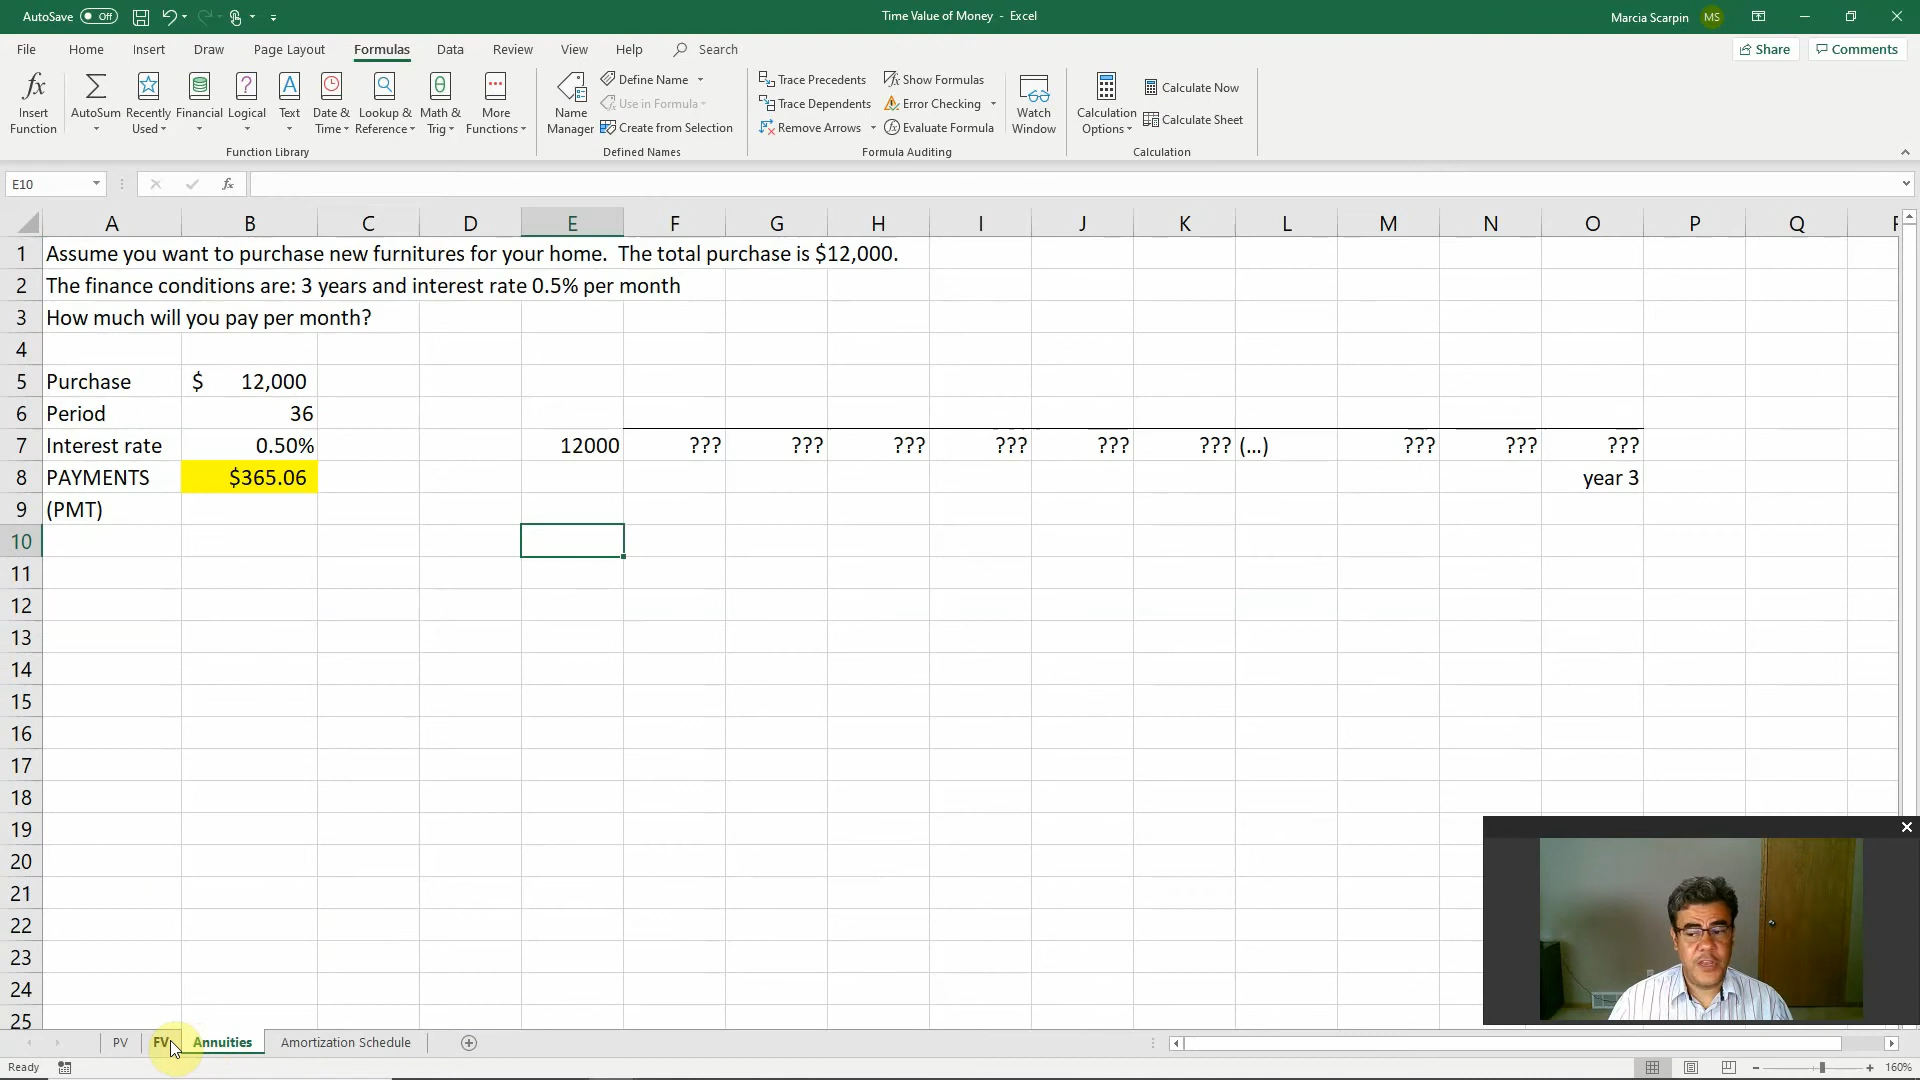 AutoSave Off
Time Value of Money - Excel
Marcia Scarpin MS
File Home Insert Draw Page Layout Formulas Data Review View Help Search
Share Comments
Insert Function
AutoSum
Recently Used
Financial
Logical
Text
Date & Time
Lookup & Reference
Math & Trig
More Functions
Function Library
Name Manager
Define Name
Use in Formula
Create from Selection
Defined Names
Trace Precedents
Trace Dependents
Remove Arrows
Show Formulas
Error Checking
Evaluate Formula
Formula Auditing
Watch Window
Calculation Options
Calculate Now
Calculate Sheet
Calculation
E10 fx
A B C D E F G H I J K L M N O P Q
1 Assume you want to purchase new furnitures for your home. The total purchase is $12,000.
2 The finance conditions are: 3 years and interest rate 0.5% per month
3 How much will you pay per month?
4
5 Purchase $ 12,000
6 Period 36
7 Interest rate 0.50% 12000 ??? ??? ??? ??? ??? ??? (...) ??? ??? ???
8 PAYMENTS $365.06 year 3
9 (PMT)
10
11
12
13
14
15
16
17
18
19
20
21
22
23
24
25
PV FV Annuities Amortization Schedule
Ready 160%